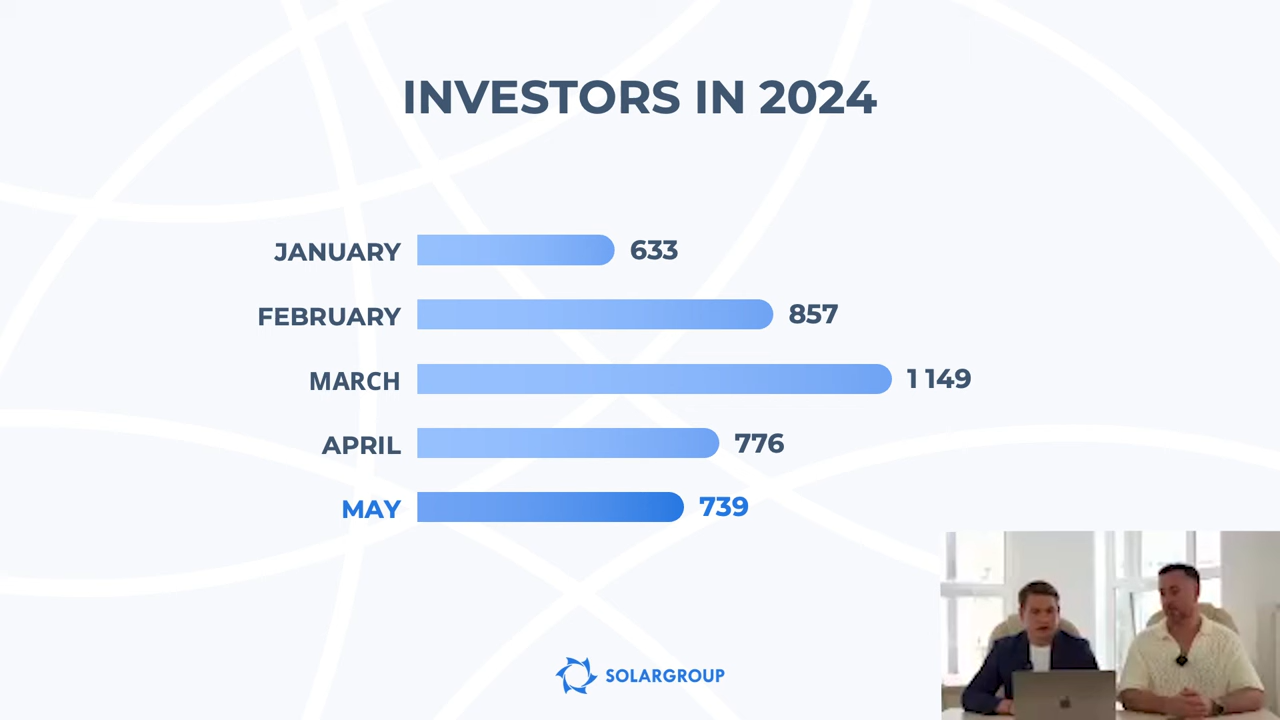 INVESTORS IN 2024
JANUARY 633
FEBRUARY 857
MARCH 1 149
APRIL 776
MAY 739
SOLARGROUP